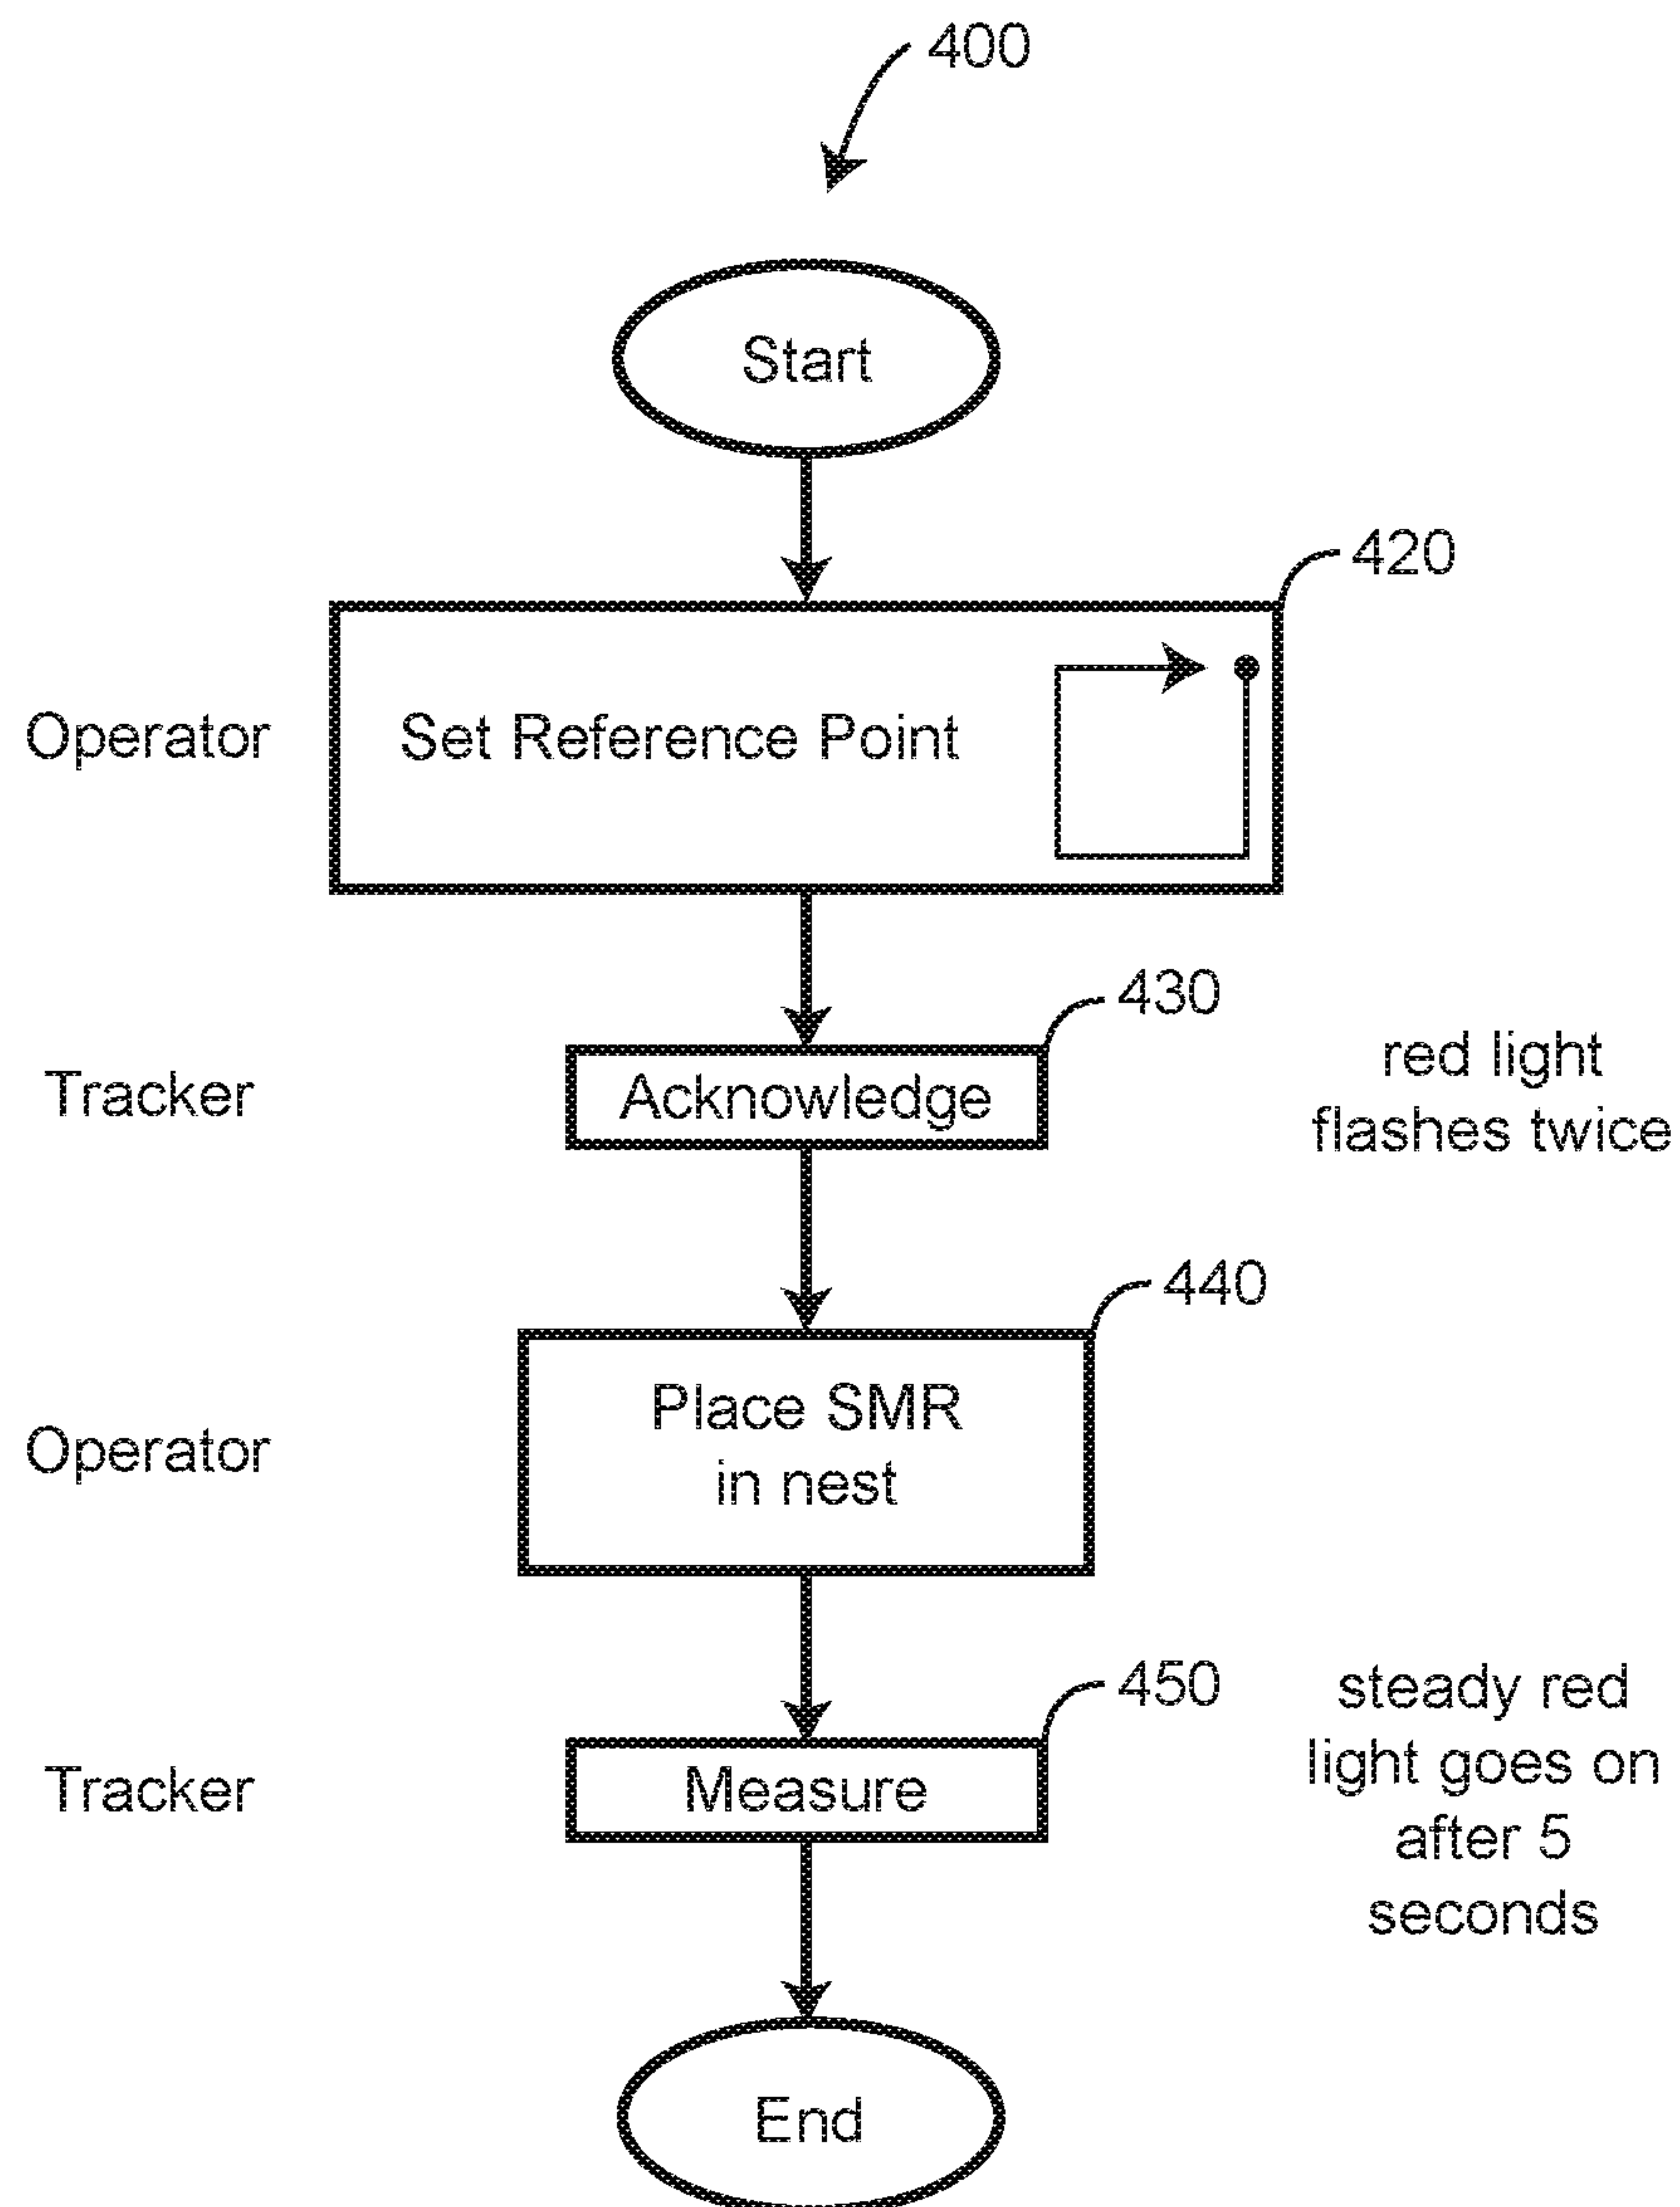 400
Start
420
Operator
Set Reference Point
430
Tracker
Acknowledge
red light
flashes twice
440
Operator
Place SMR
in nest
450
Tracker
Measure
steady red
light goes on
after 5
seconds
End